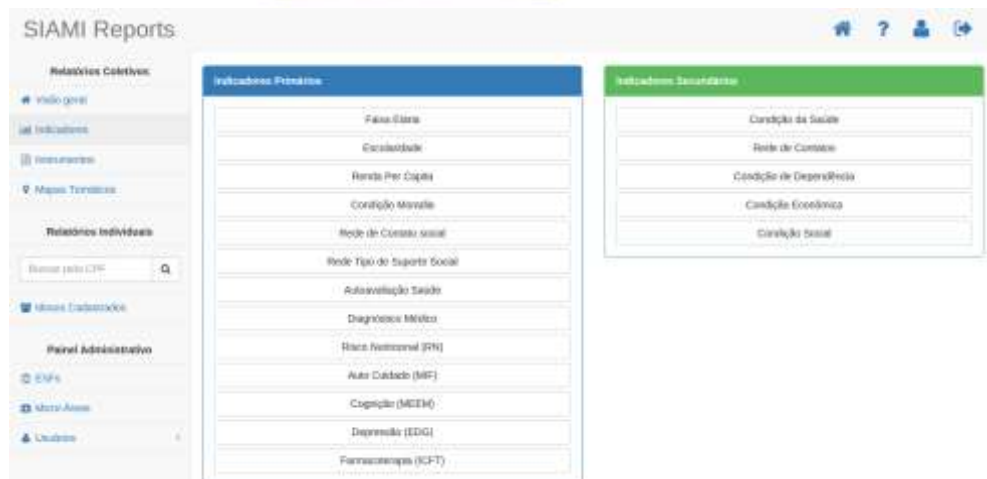 SIAMI Reports
?
Relatórios Coletivos
Visão geral
Indicadores
Instrumentos
Mapas Temáticos
Relatórios Individuais
Buscar pelo CPF
Idosos Cadastrados
Painel Administrativo
ESFs
Micro Áreas
Usuários
Indicadores Primários
Faixa Etária
Escolaridade
Renda Per Capita
Condição Moradia
Rede de Contato social
Rede Tipo de Suporte Social
Autoavaliação Saúde
Diagnóstico Médico
Risco Nutricional (RN)
Auto Cuidado (MIF)
Cognição (MEEM)
Depressão (EDG)
Farmacoterapia (ICFT)
Indicadores Secundários
Condição da Saúde
Rede de Contatos
Condição de Dependência
Condição Econômica
Condição Social